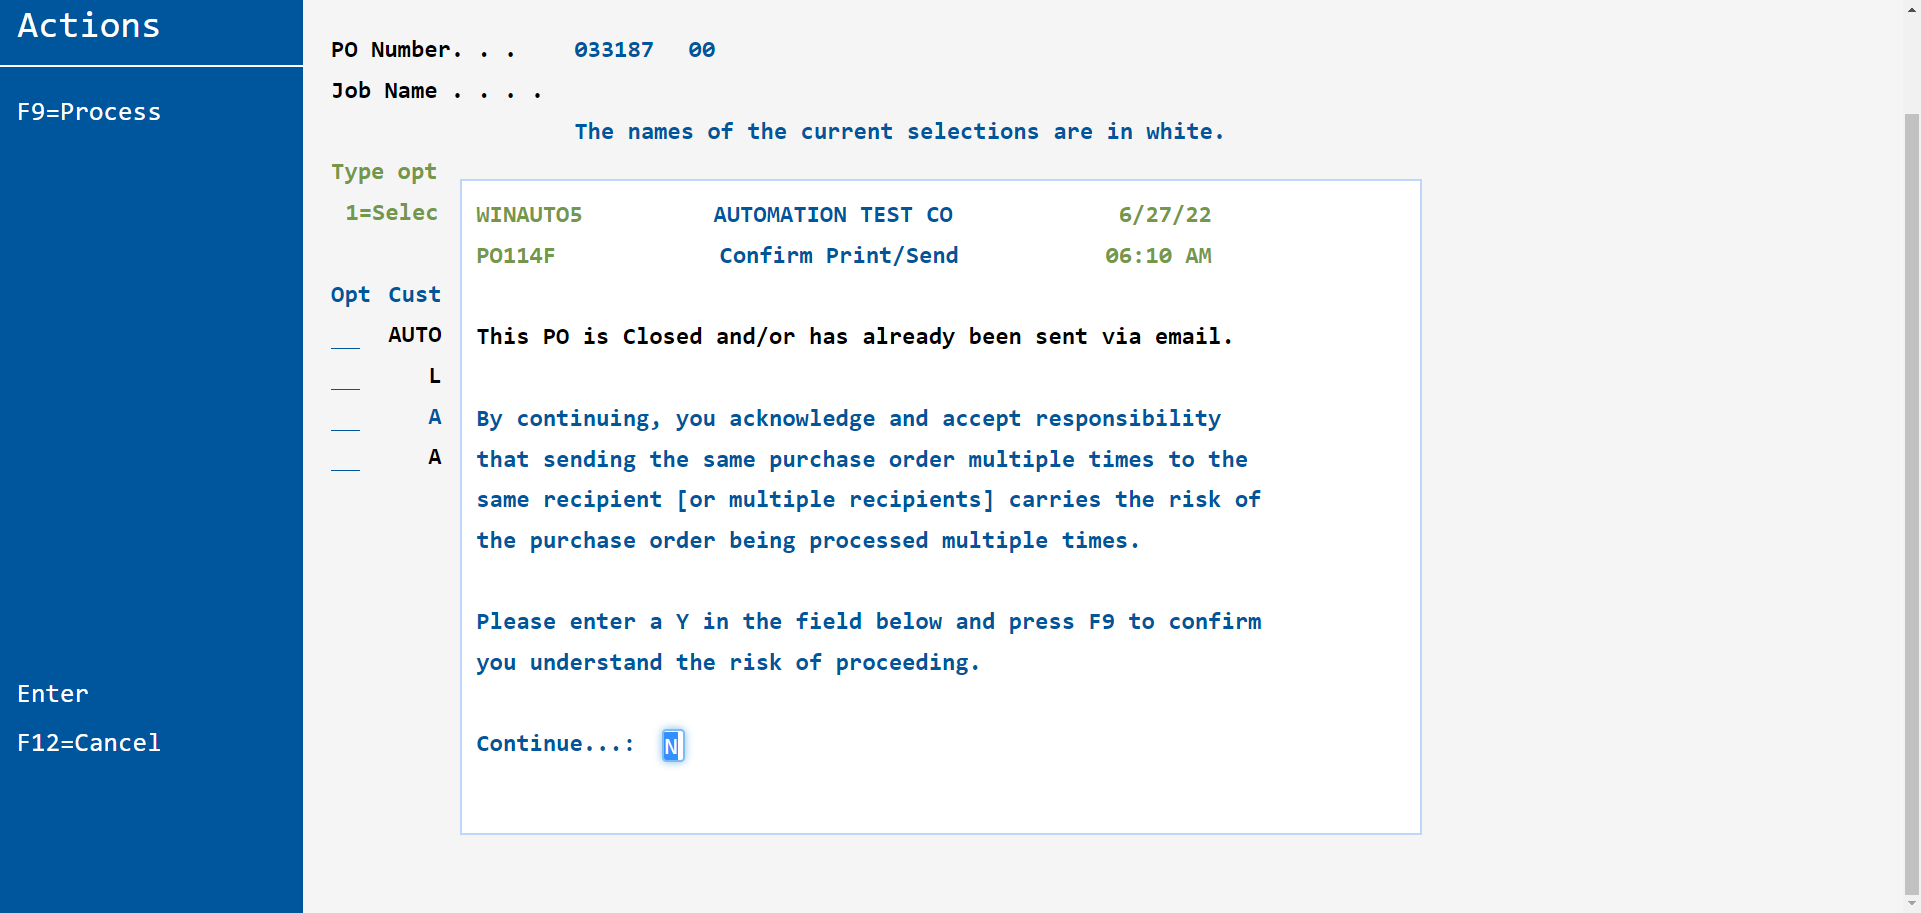 Actions
F9=Process
Enter
F12=Cancel
PO Number. . . 033187 00
Job Name . . . .
The names of the current selections are in white.
Type opt
1=Selec
Opt Cust
__ AUTO
__ L
__ A
__ A
WINAUTO5 AUTOMATION TEST CO 6/27/22
PO114F Confirm Print/Send 06:10 AM
This PO is Closed and/or has already been sent via email.
By continuing, you acknowledge and accept responsibility
that sending the same purchase order multiple times to the
same recipient [or multiple recipients] carries the risk of
the purchase order being processed multiple times.
Please enter a Y in the field below and press F9 to confirm
you understand the risk of proceeding.
Continue...: N